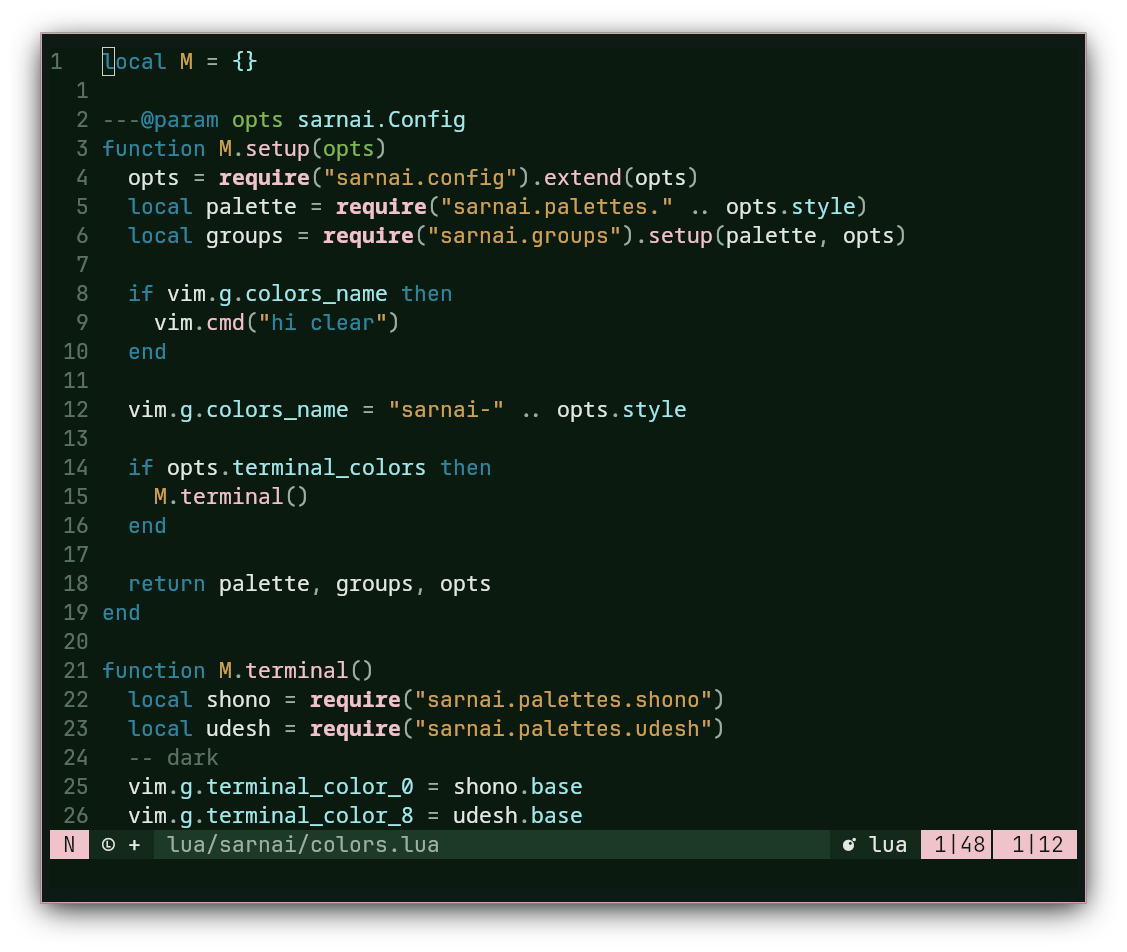 1   local M = {}
  1
  2 ---@param opts sarnai.Config
  3 function M.setup(opts)
  4   opts = require("sarnai.config").extend(opts)
  5   local palette = require("sarnai.palettes." .. opts.style)
  6   local groups = require("sarnai.groups").setup(palette, opts)
  7
  8   if vim.g.colors_name then
  9     vim.cmd("hi clear")
 10   end
 11
 12   vim.g.colors_name = "sarnai-" .. opts.style
 13
 14   if opts.terminal_colors then
 15     M.terminal()
 16   end
 17
 18   return palette, groups, opts
 19 end
 20
 21 function M.terminal()
 22   local shono = require("sarnai.palettes.shono")
 23   local udesh = require("sarnai.palettes.udesh")
 24   -- dark
 25   vim.g.terminal_color_0 = shono.base
 26   vim.g.terminal_color_8 = udesh.base
N Ⓛ + lua/sarnai/colors.lua lua 1|48 1|12